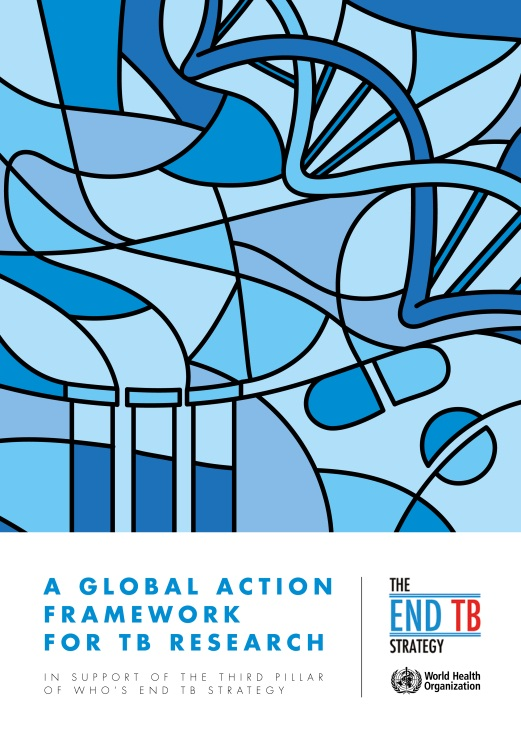 A GLOBAL ACTION
FRAMEWORK
FOR TB RESEARCH
IN SUPPORT OF THE THIRD PILLAR
OF WHO'S END TB STRATEGY
THE
END TB
STRATEGY
World Health
Organization